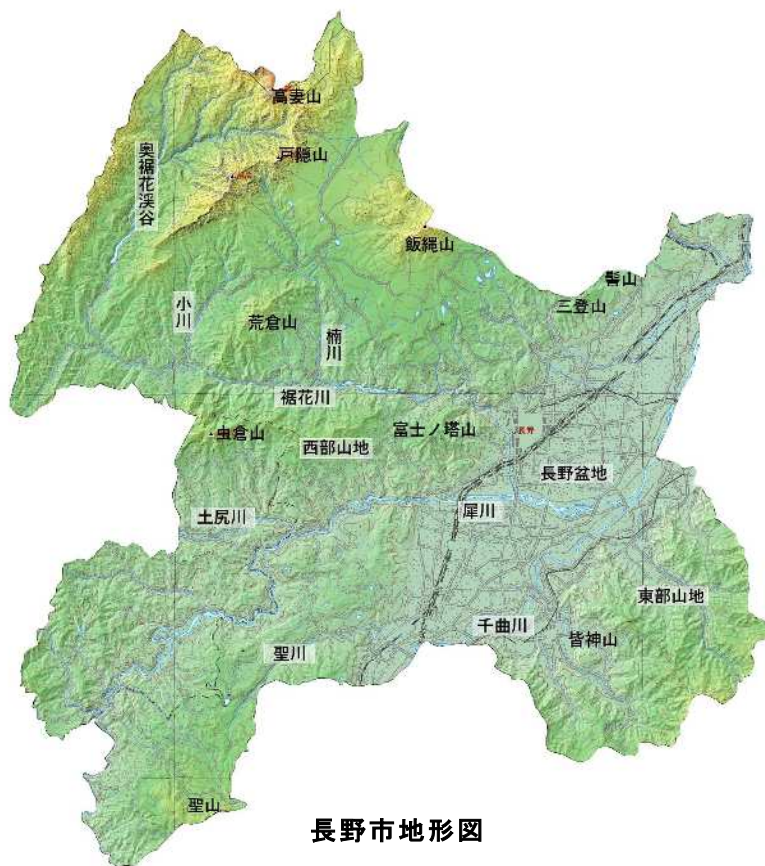 高妻山
戸隠山
奥裾花渓谷
飯縄山
髻山
三登山
小川
荒倉山
楠川
裾花川
虫倉山
西部山地
富士ノ塔山
長野
長野盆地
土尻川
犀川
東部山地
千曲川
皆神山
聖川
聖山
長野市地形図